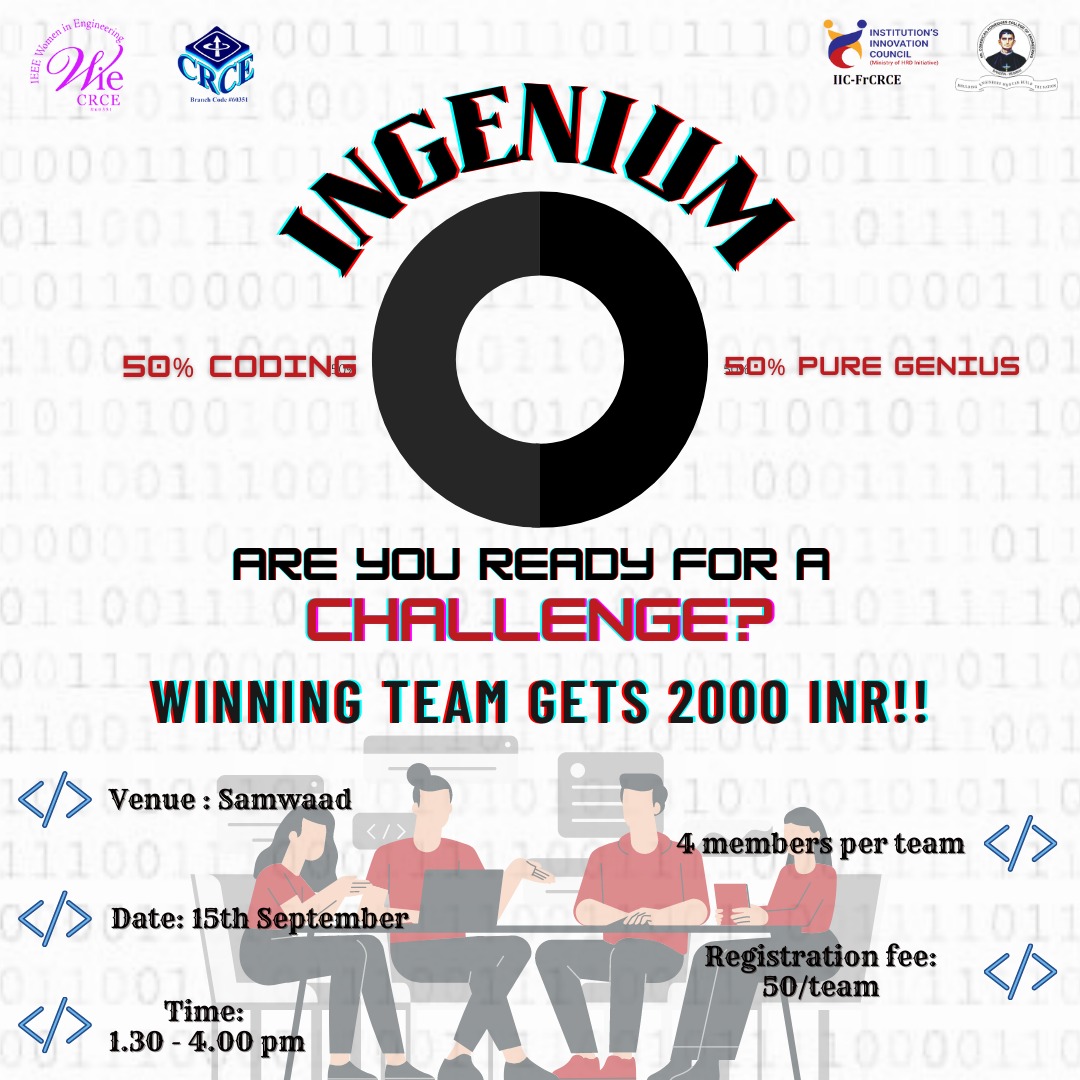 IEEE Women in Engineering
Wie
CRCE
CRCE
Branch Code #60351
INSTITUTION'S
INNOVATION
COUNCIL
(Ministry of HRD Initiative)
IIC-FrCRCE
INGENIUM
50% CODING
50% PURE GENIUS
ARE YOU READY FOR A
CHALLENGE?
WINNING TEAM GETS 2000 INR!!
</>
Venue : Samwaad
4 members per team
</>
</>
</>
Date: 15th September
Registration fee:
50/team
</>
</>
Time:
1.30 - 4.00 pm